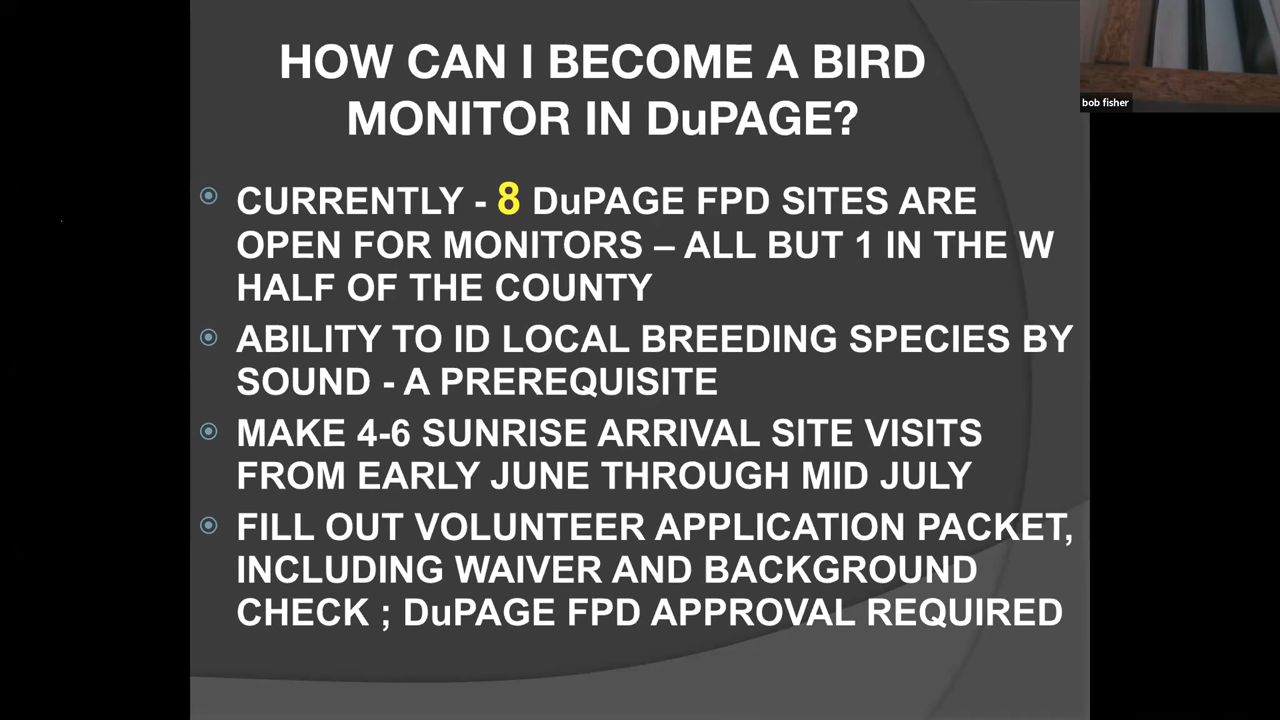 HOW CAN I BECOME A BIRD
MONITOR IN DuPAGE?
bob fisher
CURRENTLY - 8 DuPAGE FPD SITES ARE
OPEN FOR MONITORS – ALL BUT 1 IN THE W
HALF OF THE COUNTY
ABILITY TO ID LOCAL BREEDING SPECIES BY
SOUND - A PREREQUISITE
MAKE 4-6 SUNRISE ARRIVAL SITE VISITS
FROM EARLY JUNE THROUGH MID JULY
FILL OUT VOLUNTEER APPLICATION PACKET,
INCLUDING WAIVER AND BACKGROUND
CHECK ; DuPAGE FPD APPROVAL REQUIRED